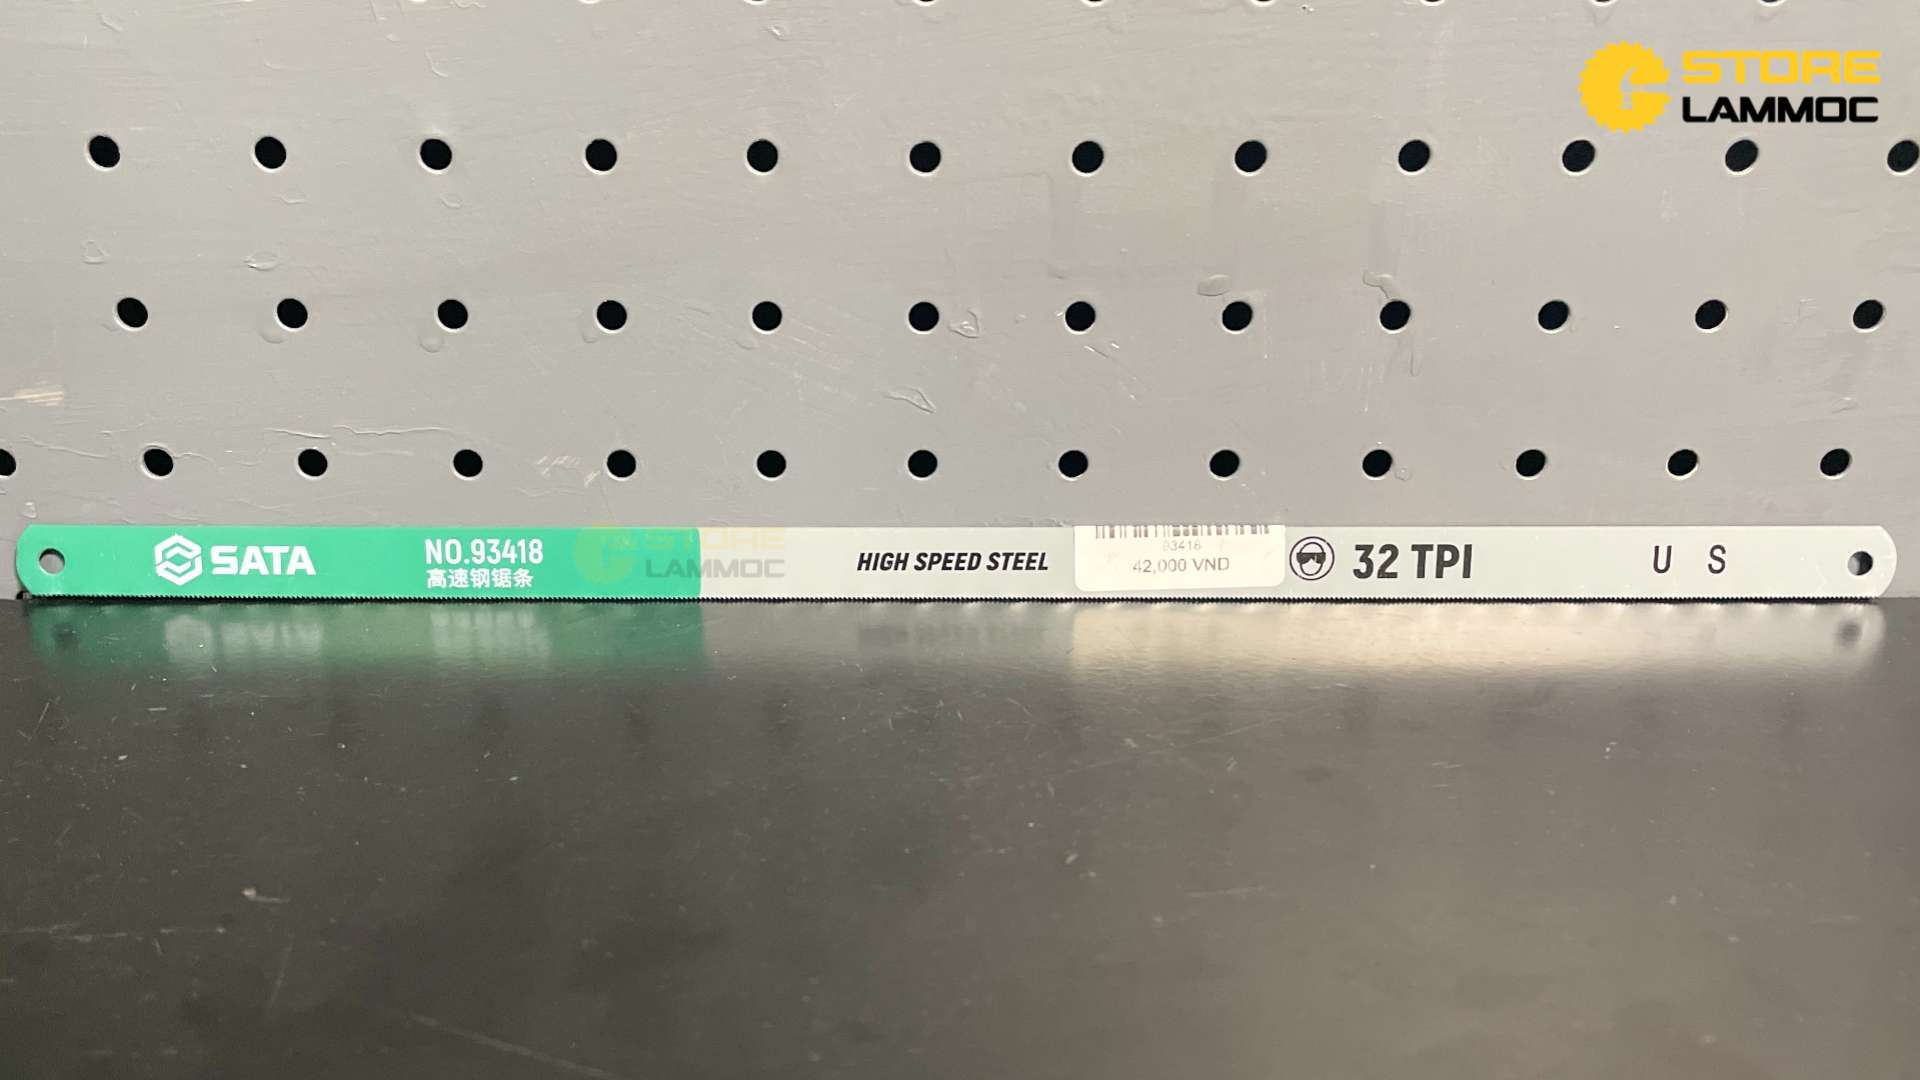 STORE
LAMMOC
SATA
NO.93418
高速钢锯条
STORE
LAMMOC
HIGH SPEED STEEL
93418
42,000 VND
32 TPI
U S